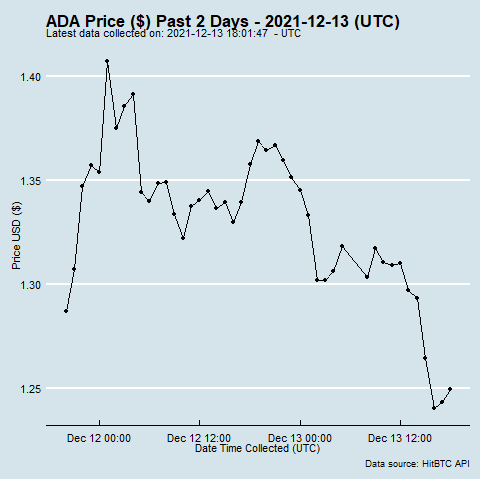 ADA Price ($) Past 2 Days - 2021-12-13 (UTC)
Latest data collected on: 2021-12-13 18:01:47 - UTC
1.40
1.35
1.30
1.25
Price USD ($)
Dec 12 00:00 Dec 12 12:00 Dec 13 00:00 Dec 13 12:00
Date Time Collected (UTC)
Data source: HitBTC API